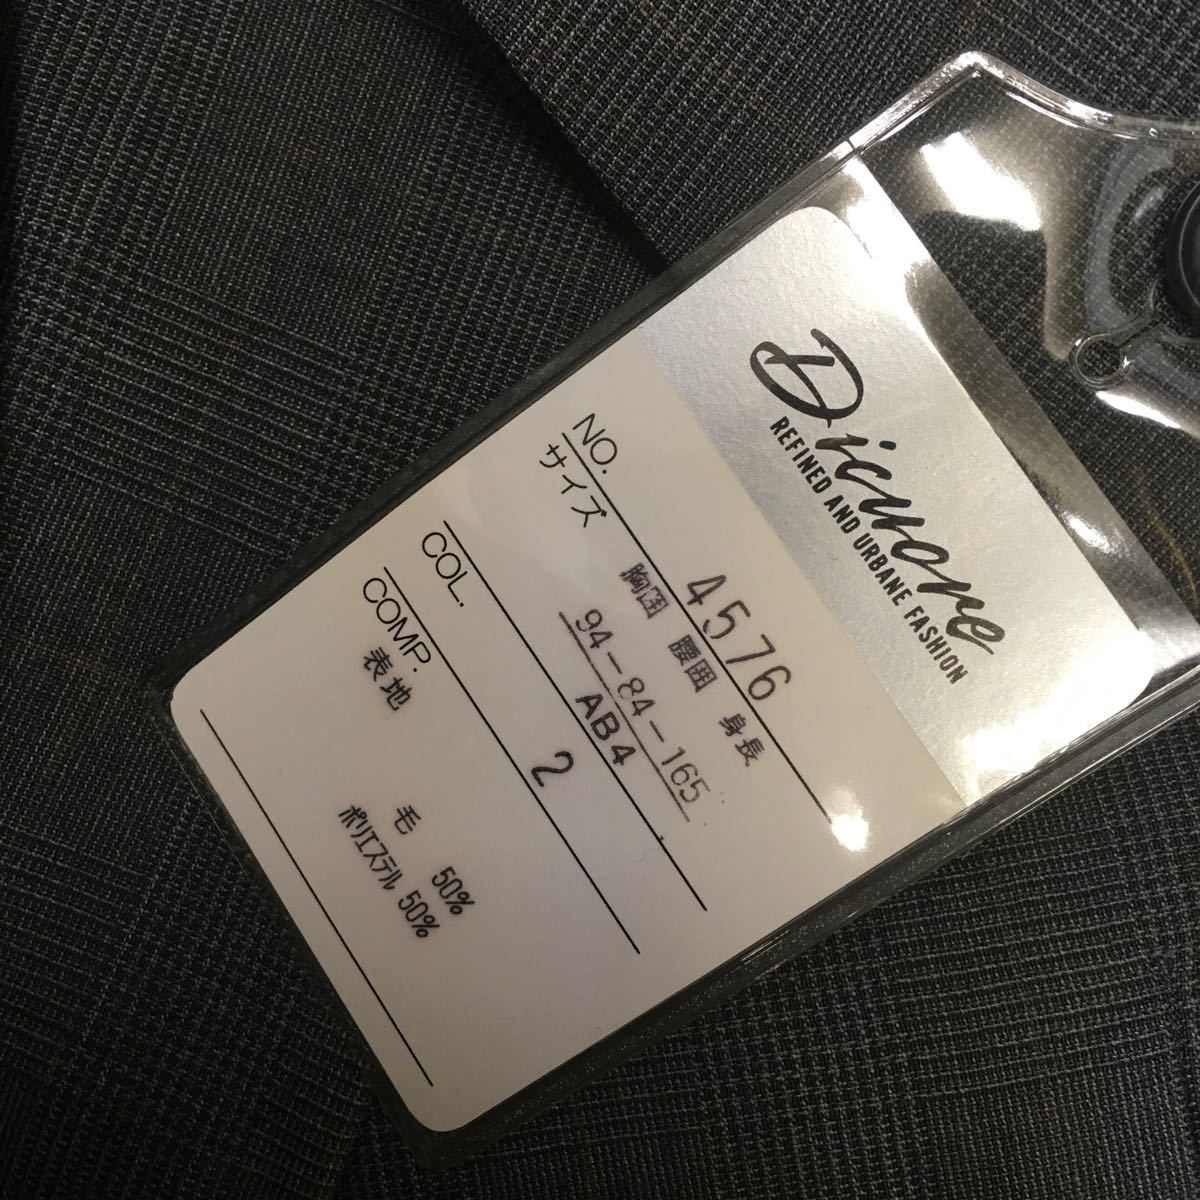 Dicuore
REFINED AND URBANE FASHION
NO. 4576
サイズ 胸囲 腰囲 身長
94-84-165
AB4
COL. 2
COMP.
表地
毛 50%
ポリエステル 50%